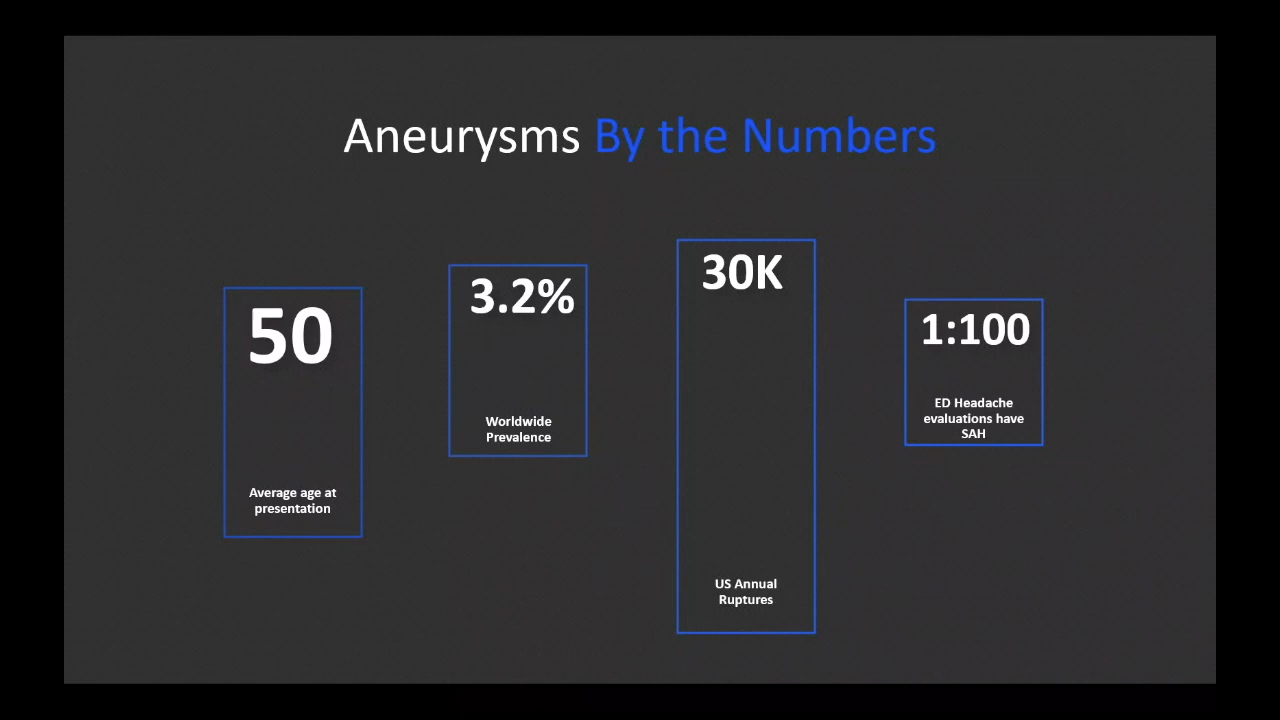 Aneurysms By the Numbers
50
Average age at
presentation
3.2%
Worldwide
Prevalence
30K
US Annual
Ruptures
1:100
ED Headache
evaluations have
SAH